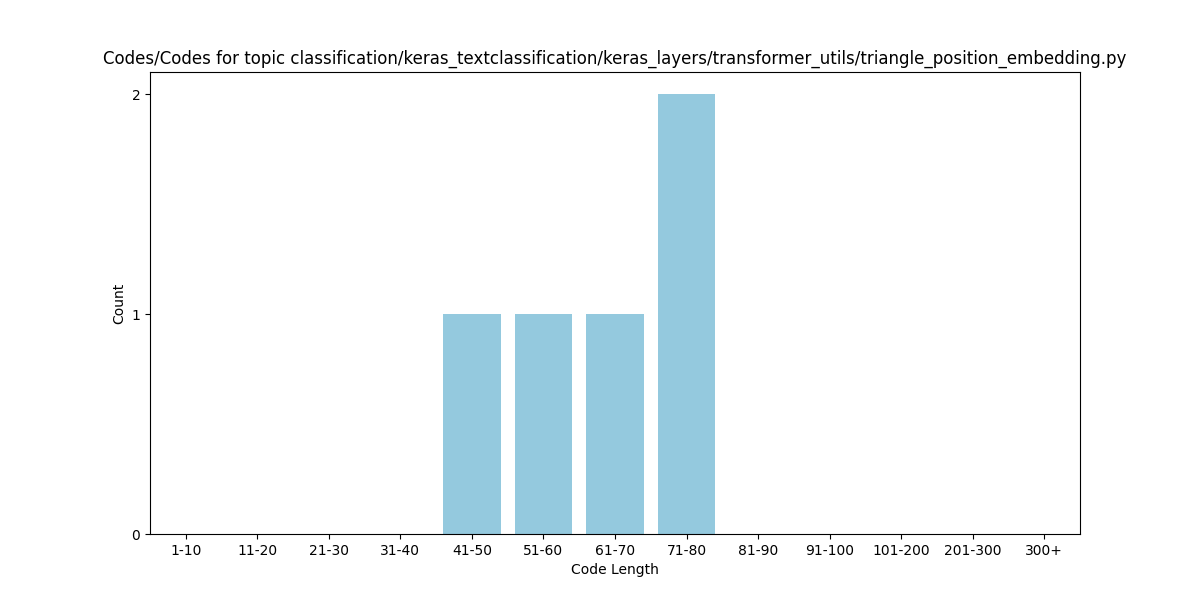 Codes/Codes for topic classification/keras_textclassification/keras_layers/transformer_utils/triangle_position_embedding.py
2
1
0
Count
1-10 11-20 21-30 31-40 41-50 51-60 61-70 71-80 81-90 91-100 101-200 201-300 300+
Code Length